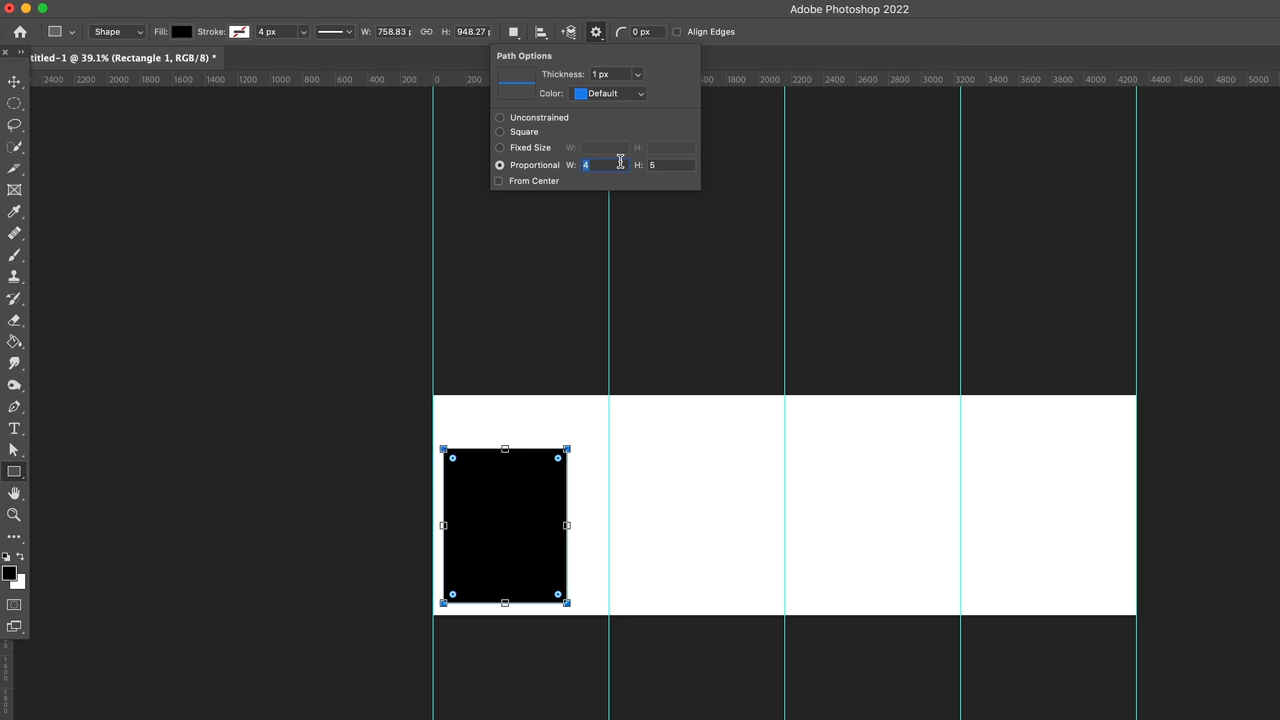 Adobe Photoshop 2022
Shape Fill: Stroke: 4 px W: 758.83 p H: 948.27 p 0 px Align Edges
titled-1 @ 39.1% (Rectangle 1, RGB/8) *
Path Options
Thickness: 1 px
Color: Default
2400 2200 2000 1800 1600 1400 1200 1000 800 600 400 200 0 200 2000 2200 2400 2600 2800 3000 3200 3400 3600 3800 4000 4200 4400 4600 4800 5000
Unconstrained
Square
Fixed Size W: H:
Proportional W: 4 H: 5
From Center
T
1600
1800